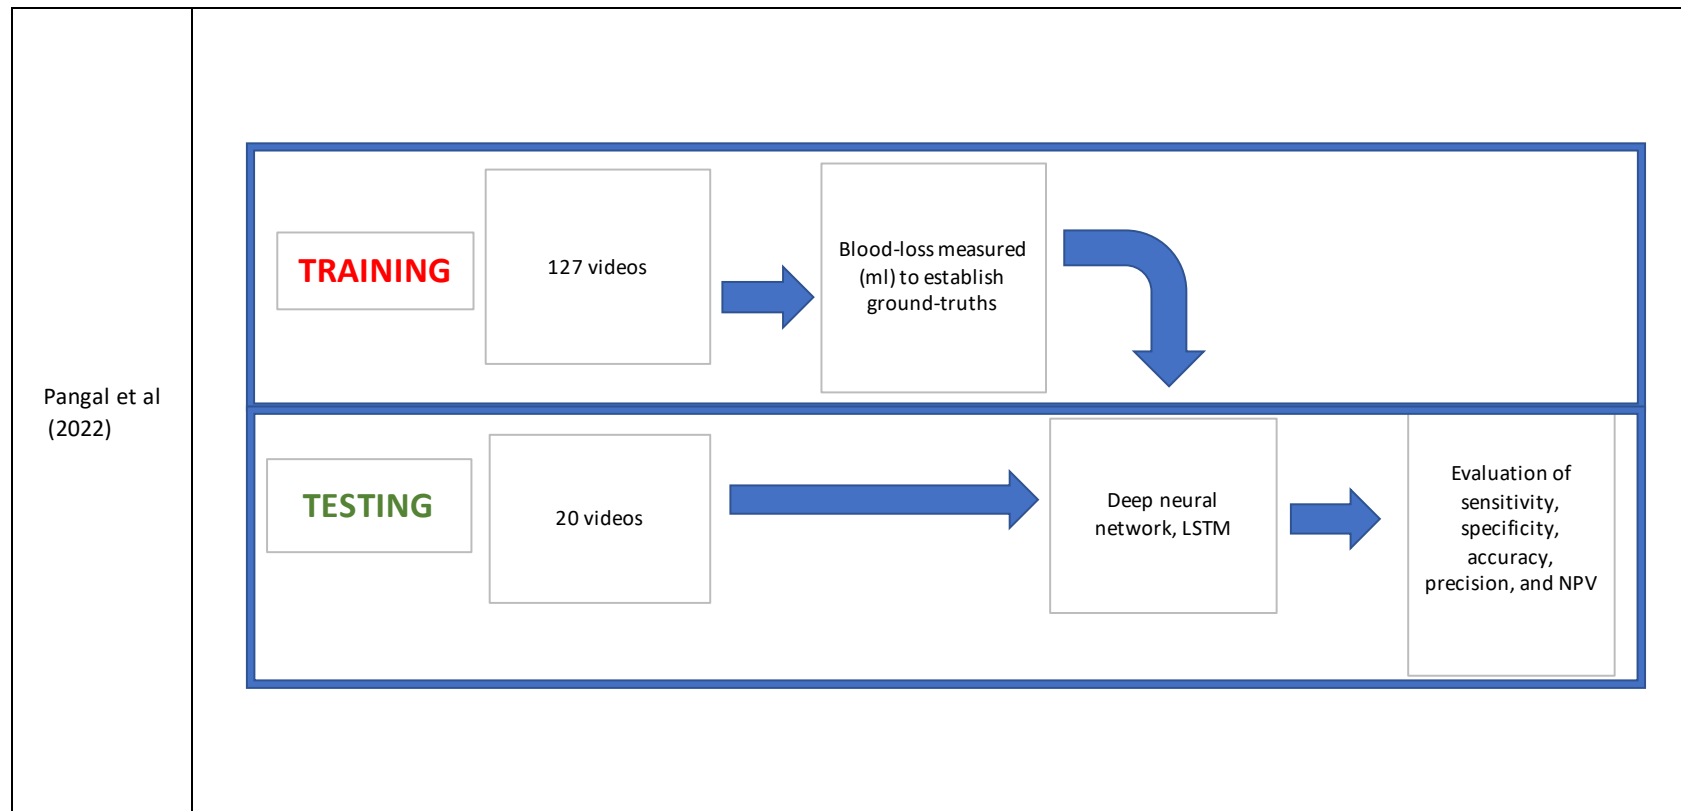 Pangal et al
(2022)
TRAINING
127 videos
Blood-loss measured
(ml) to establish
ground-truths
TESTING
20 videos
Deep neural
network, LSTM
Evaluation of
sensitivity,
specificity,
accuracy,
precision, and NPV